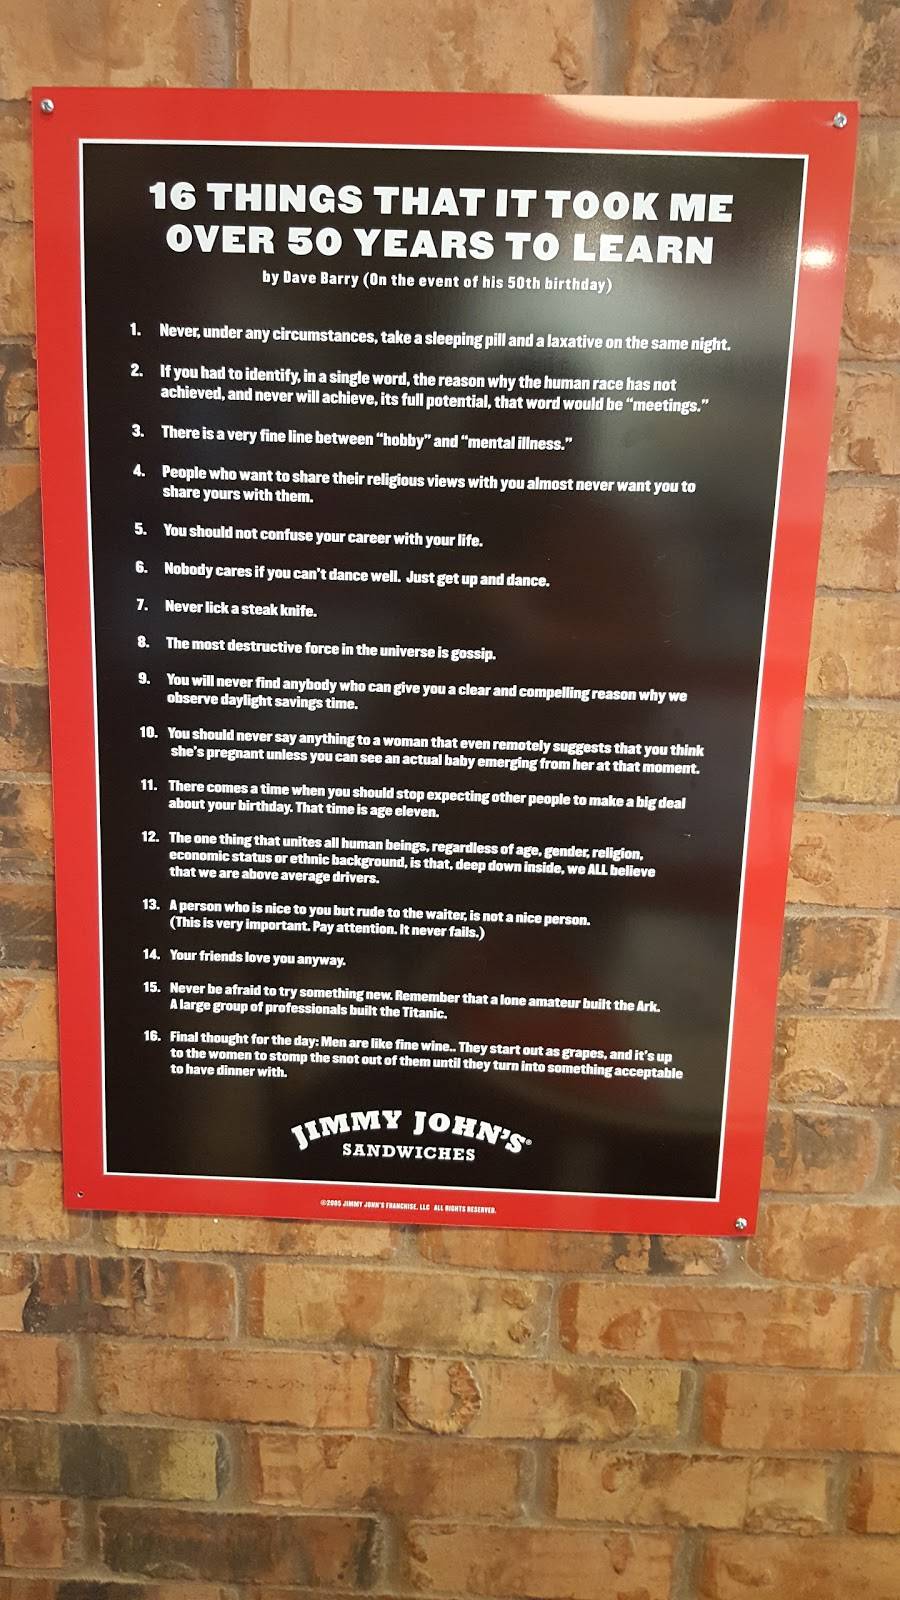 16 THINGS THAT IT TOOK ME
OVER 50 YEARS TO LEARN
by Dave Barry (On the event of his 50th birthday)
1. Never, under any circumstances, take a sleeping pill and a laxative on the same night.
2. If you had to identify, in a single word, the reason why the human race has not
achieved, and never will achieve, its full potential, that word would be “meetings.”
3. There is a very fine line between “hobby” and “mental illness.”
4. People who want to share their religious views with you almost never want you to
share yours with them.
5. You should not confuse your career with your life.
6. Nobody cares if you can’t dance well. Just get up and dance.
7. Never lick a steak knife.
8. The most destructive force in the universe is gossip.
9. You will never find anybody who can give you a clear and compelling reason why we
observe daylight savings time.
10. You should never say anything to a woman that even remotely suggests that you think
she’s pregnant unless you can see an actual baby emerging from her at that moment.
11. There comes a time when you should stop expecting other people to make a big deal
about your birthday. That time is age eleven.
12. The one thing that unites all human beings, regardless of age, gender, religion,
economic status or ethnic background, is that, deep down inside, we ALL believe
that we are above average drivers.
13. A person who is nice to you but rude to the waiter, is not a nice person.
(This is very important. Pay attention. It never fails.)
14. Your friends love you anyway.
15. Never be afraid to try something new. Remember that a lone amateur built the Ark.
A large group of professionals built the Titanic.
16. Final thought for the day: Men are like fine wine.. They start out as grapes, and it’s up
to the women to stomp the snot out of them until they turn into something acceptable
to have dinner with.
JIMMY JOHN’S®
SANDWICHES
©2005 JIMMY JOHN’S FRANCHISE, LLC ALL RIGHTS RESERVED.